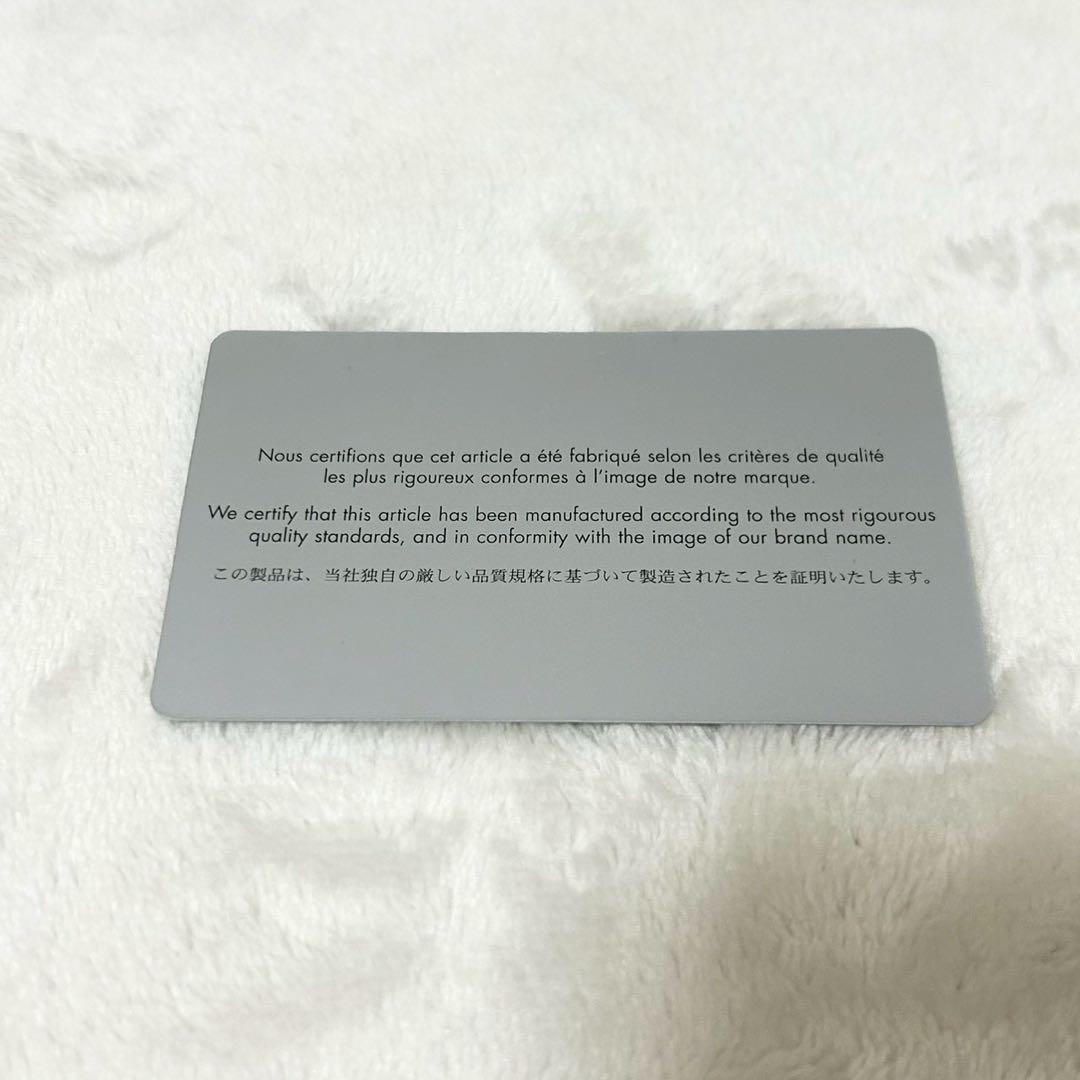 Nous certifions que cet article a été fabriqué selon les critères de qualité
les plus rigoureux conformes à l'image de notre marque.
We certify that this article has been manufactured according to the most rigourous
quality standards, and in conformity with the image of our brand name.
この製品は、当社独自の厳しい品質規格に基づいて製造されたことを証明いたします。